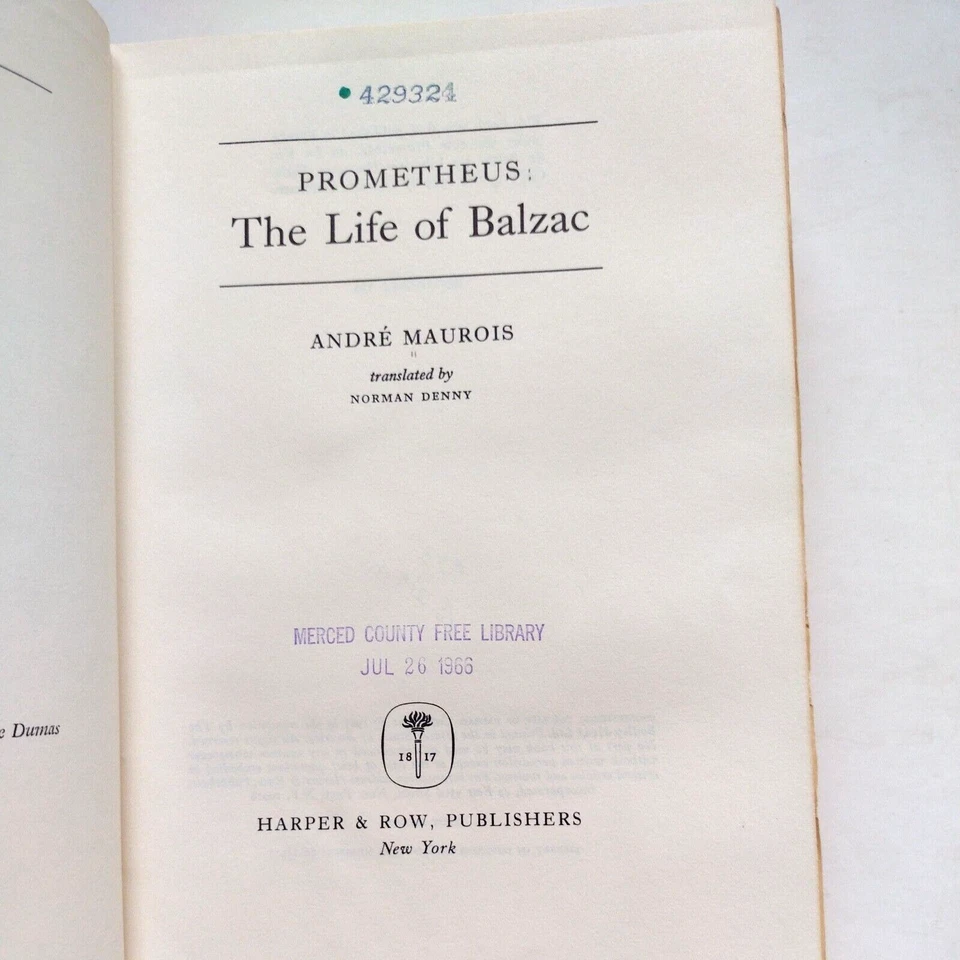 429324
PROMETHEUS:
The Life of Balzac
ANDRÉ MAUROIS
translated by
NORMAN DENNY
MERCED COUNTY FREE LIBRARY
JUL 26 1966
18 17
HARPER & ROW, PUBLISHERS
New York
Dumas